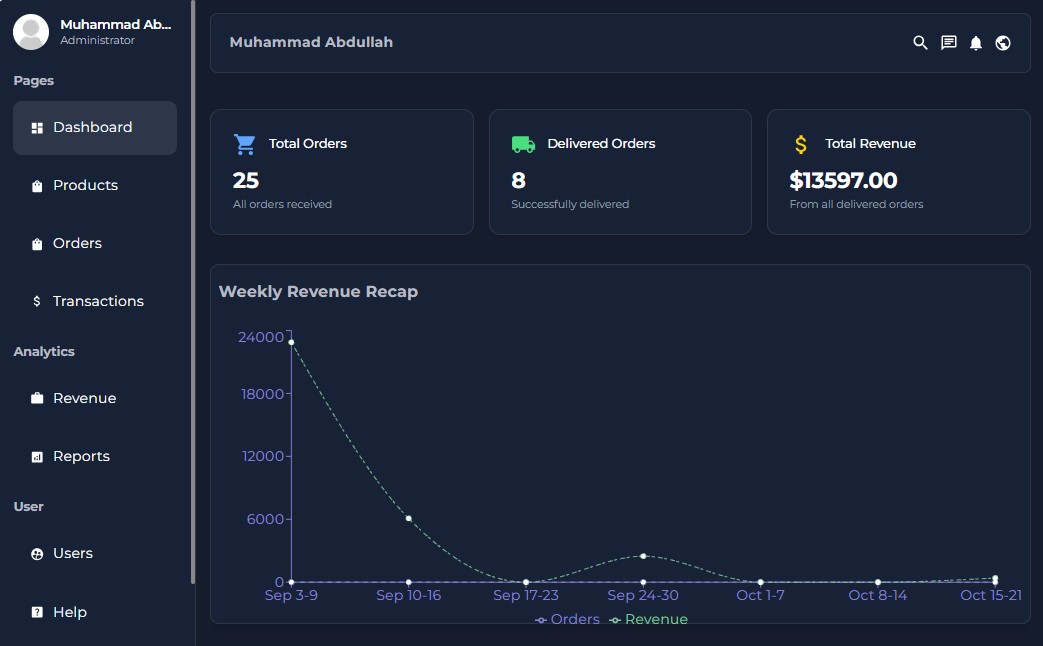 Muhammad Ab...
Administrator
Pages
Dashboard
Products
Orders
Transactions
Analytics
Revenue
Reports
User
Users
Help
Muhammad Abdullah
Total Orders
25
All orders received
Delivered Orders
8
Successfully delivered
Total Revenue
$13597.00
From all delivered orders
Weekly Revenue Recap
24000
18000
12000
6000
0
Sep 3-9 Sep 10-16 Sep 17-23 Sep 24-30 Oct 1-7 Oct 8-14 Oct 15-21
Orders Revenue